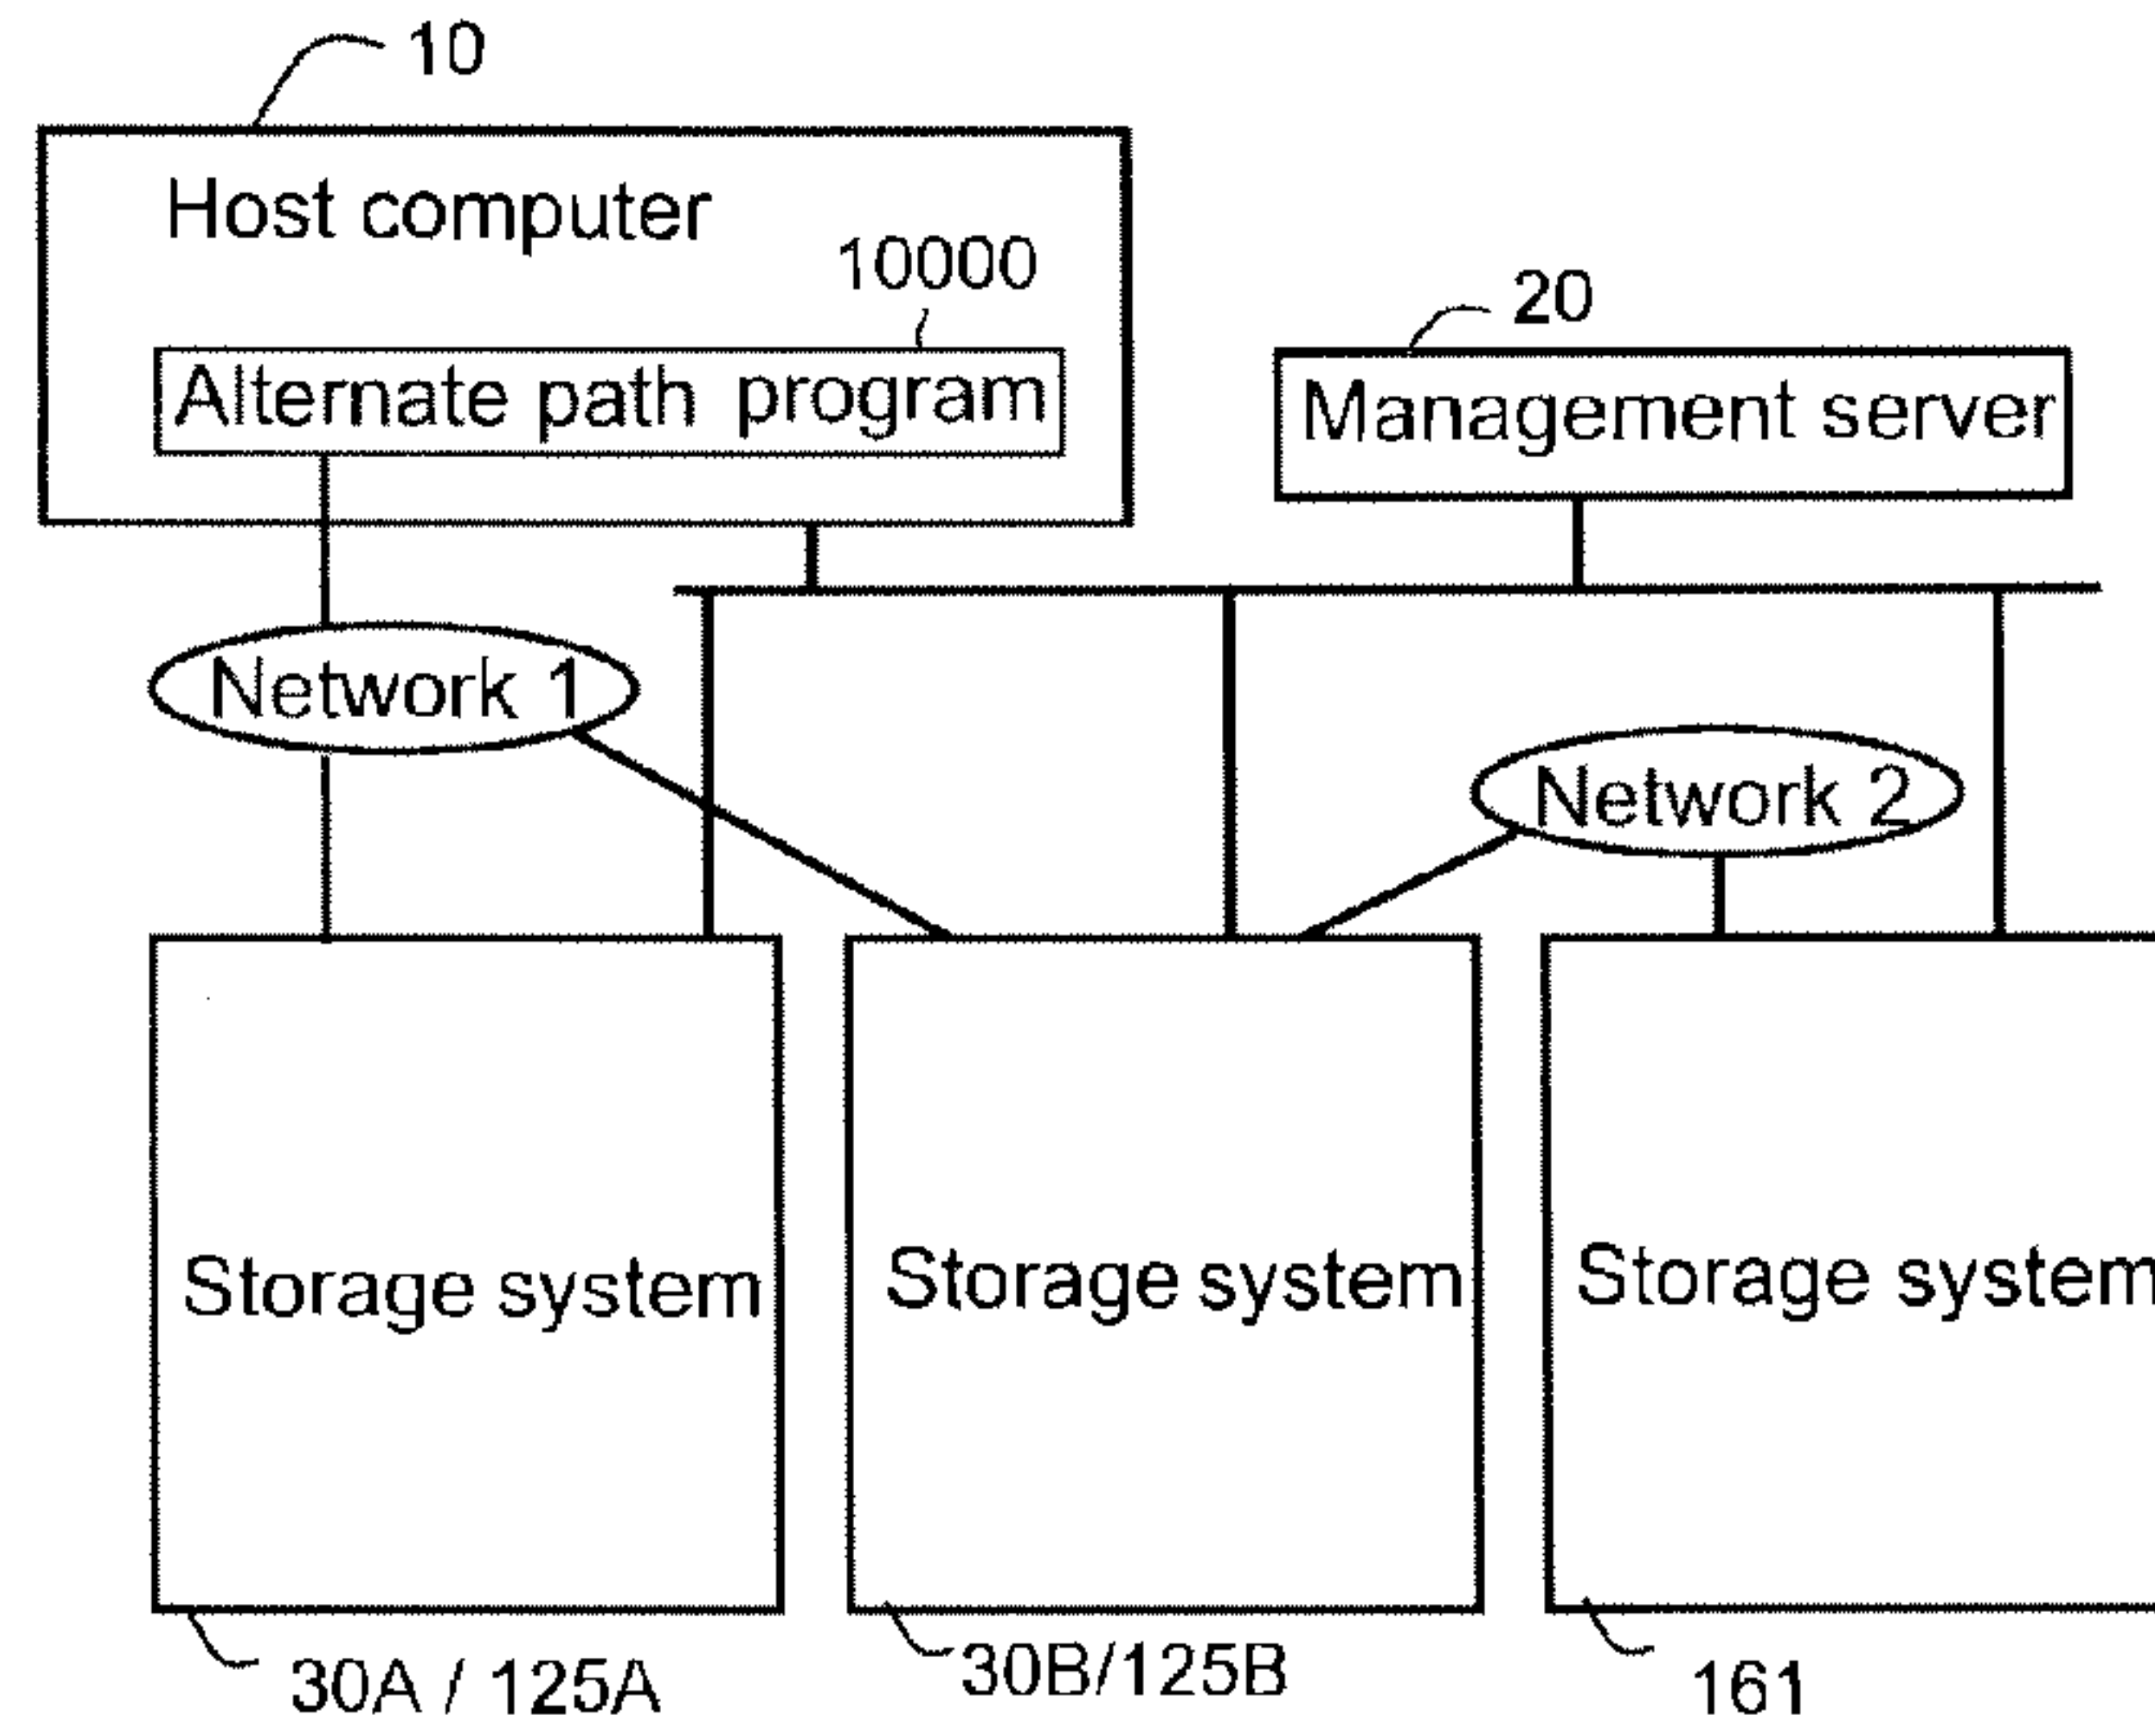 10
Host computer
10000
Alternate path program
20
Management server
Network 1
Network 2
Storage system
Storage system
Storage system
30A / 125A
30B/125B
161